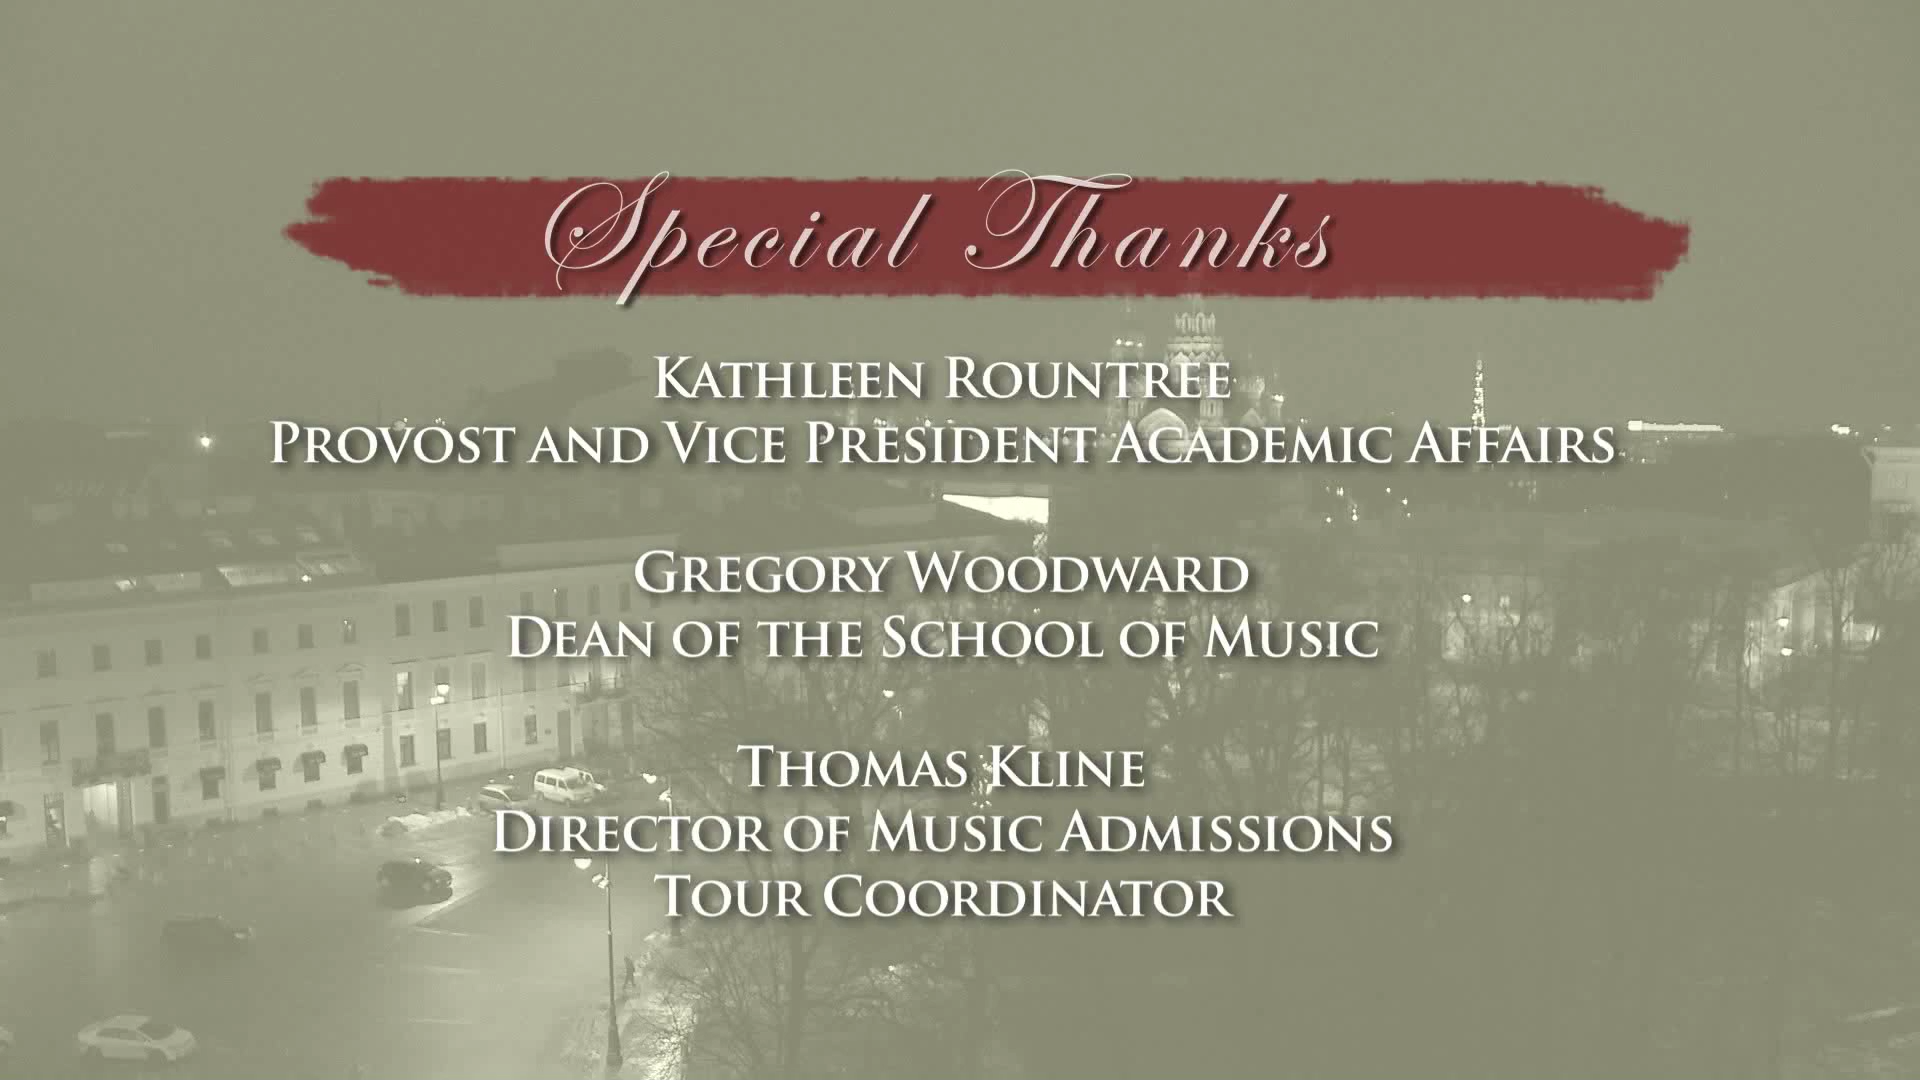 Special Thanks
Kathleen Rountree
Provost and Vice President Academic Affairs
Gregory Woodward
Dean of the School of Music
Thomas Kline
Director of Music Admissions
Tour Coordinator